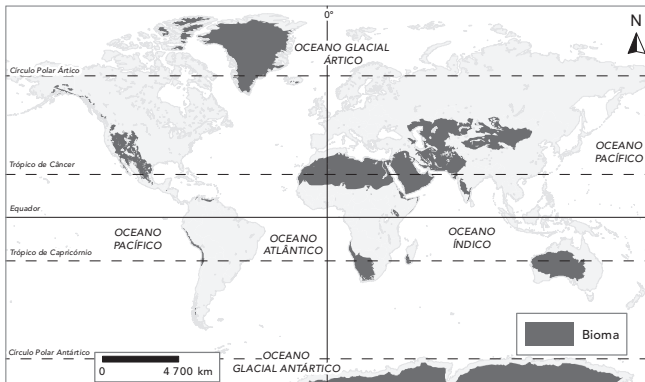 0°
N
OCEANO GLACIAL
ÁRTICO
Círculo Polar Ártico
OCEANO
PACÍFICO
Trópico de Câncer
Equador
OCEANO
PACÍFICO
OCEANO
ATLÂNTICO
OCEANO
ÍNDICO
Trópico de Capricórnio
Bioma
Círculo Polar Antártico
0 4 700 km
OCEANO
GLACIAL ANTÁRTICO